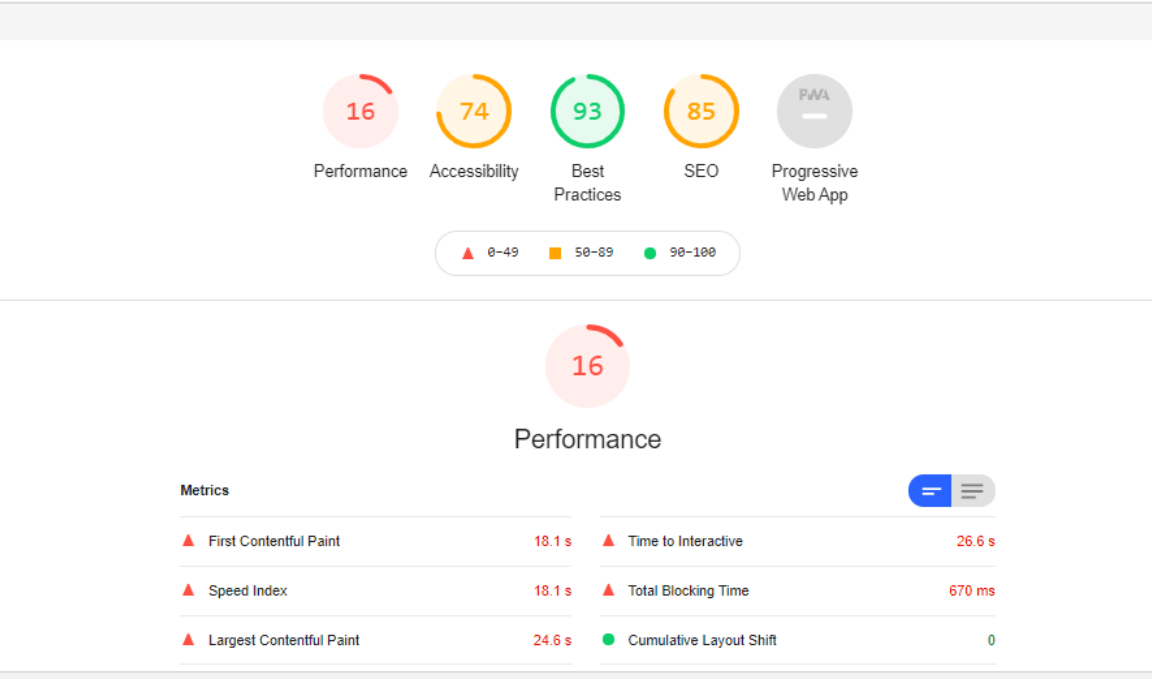 16 74 93 85 PWA
Performance Accessibility Best Practices SEO Progressive Web App
0–49 50–89 90–100
16
Performance
Metrics
First Contentful Paint 18.1 s
Time to Interactive 26.6 s
Speed Index 18.1 s
Total Blocking Time 670 ms
Largest Contentful Paint 24.6 s
Cumulative Layout Shift 0